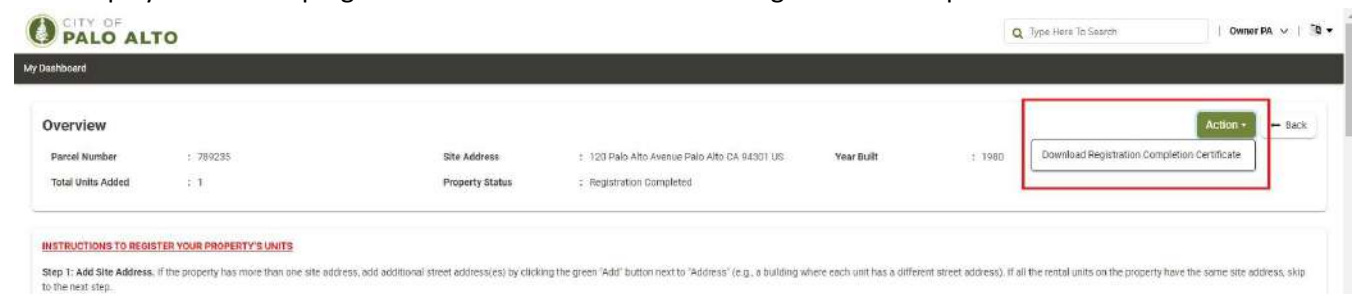 CITY OF
PALO ALTO
Type Here To Search
Owner PA
My Dashboard
Overview
Action
Back
Parcel Number : 789235
Site Address : 120 Palo Alto Avenue Palo Alto CA 94301 US
Year Built : 1980
Download Registration Completion Certificate
Total Units Added : 1
Property Status : Registration Completed
INSTRUCTIONS TO REGISTER YOUR PROPERTY'S UNITS
Step 1: Add Site Address. If the property has more than one site address, add additional street address(es) by clicking the green "Add" button next to "Address" (e.g., a building where each unit has a different street address). If all the rental units on the property have the same site address, skip
to the next step.